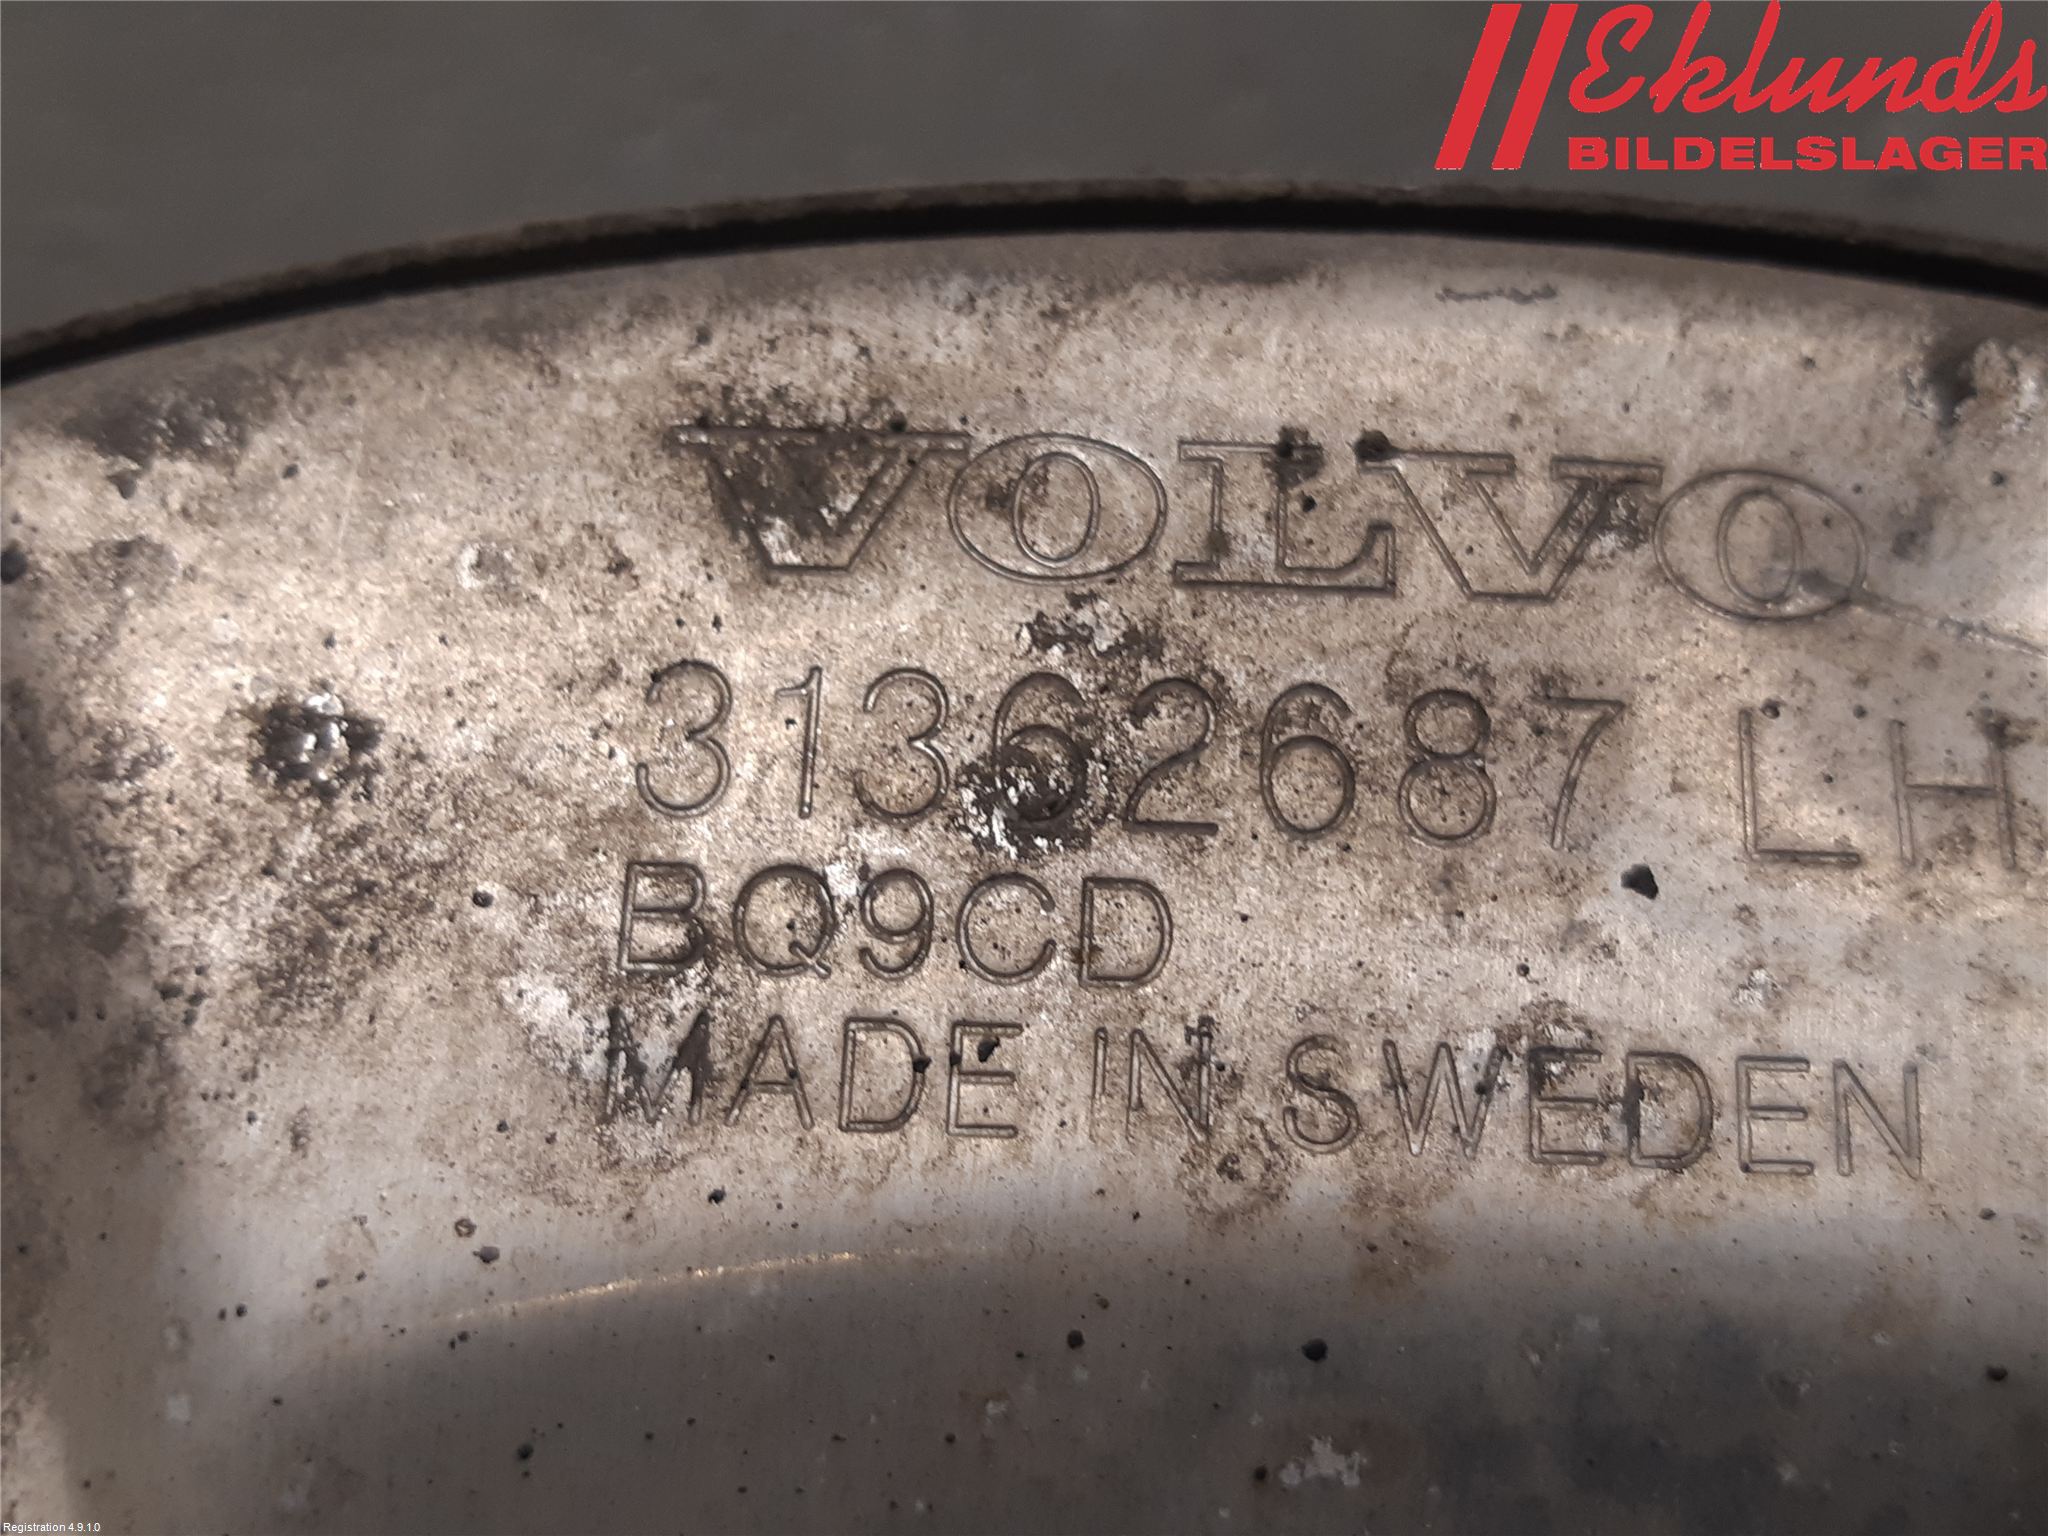 Eklunds
BILDELSLAGER
VOLVO
31362687 LH
BQ9CD
MADE IN SWEDEN
Registration 4.9.1.0